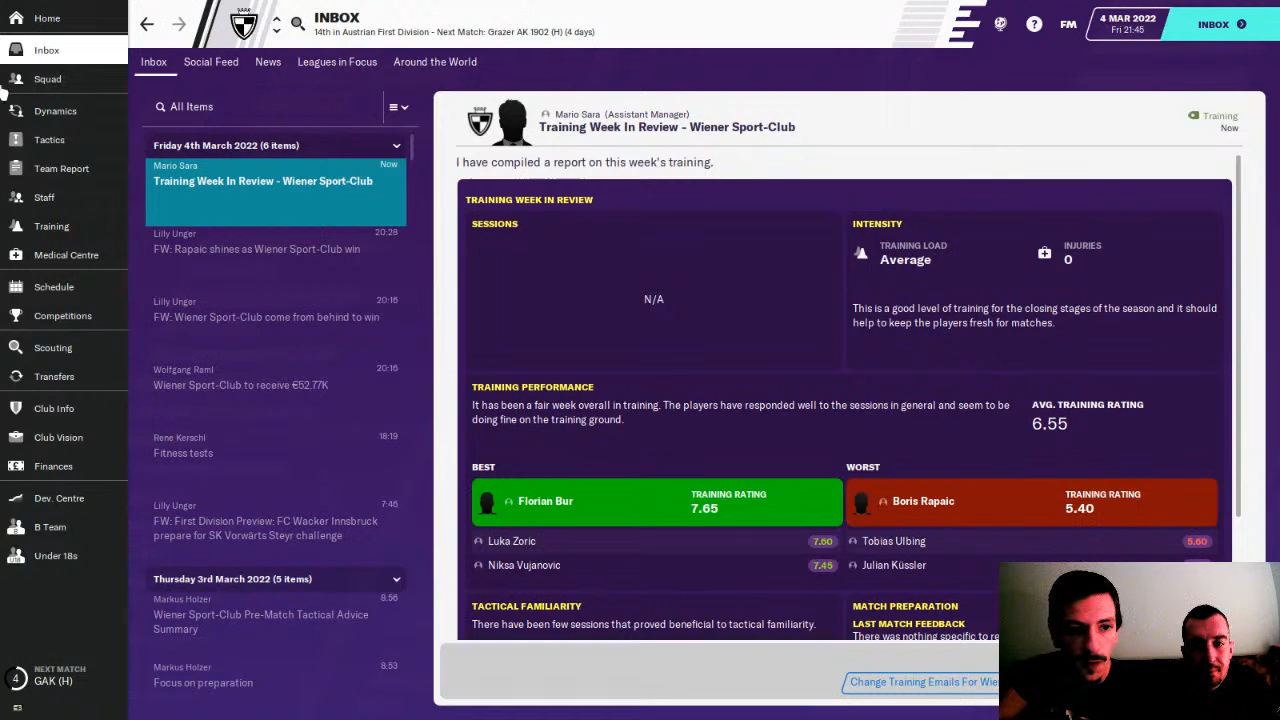 Home
Inbox
Squad
Dynamics
Tactics
Team Report
Staff
Training
Medical Centre
Schedule
Competitions
Scouting
Transfers
Club Info
Club Vision
Finances
Dev. Centre
B Team
U18
Under 18s
4
NEXT MATCH
GAK (H)
INBOX
14th in Austrian First Division - Next Match: Grazer AK 1902 (H) (4 days)
?
FM
4 MAR 2022
Fri 21:45
INBOX
Inbox
Social Feed
News
Leagues in Focus
Around the World
All Items
Friday 4th March 2022 (6 items)
Mario Sara
Now
Training Week In Review - Wiener Sport-Club
Lilly Unger
20:28
FW: Rapaic shines as Wiener Sport-Club win
Lilly Unger
20:16
FW: Wiener Sport-Club come from behind to win
Wolfgang Raml
20:16
Wiener Sport-Club to receive €52.77K
Rene Kerschl
18:19
Fitness tests
Lilly Unger
7:46
FW: First Division Preview: FC Wacker Innsbruck
prepare for SK Vorwärts Steyr challenge
Thursday 3rd March 2022 (5 items)
Markus Holzer
8:56
Wiener Sport-Club Pre-Match Tactical Advice
Summary
Markus Holzer
8:53
Focus on preparation
Mario Sara (Assistant Manager)
Training Week In Review - Wiener Sport-Club
Training
Now
I have compiled a report on this week's training.
TRAINING WEEK IN REVIEW
SESSIONS
N/A
INTENSITY
TRAINING LOAD
Average
INJURIES
0
This is a good level of training for the closing stages of the season and it should
help to keep the players fresh for matches.
TRAINING PERFORMANCE
It has been a fair week overall in training. The players have responded well to the sessions in general and seem to be
doing fine on the training ground.
AVG. TRAINING RATING
6.55
BEST
Florian Bur
TRAINING RATING
7.65
Luka Zoric
7.60
Niksa Vujanovic
7.45
WORST
Boris Rapaic
TRAINING RATING
5.40
Tobias Ulbing
5.60
Julian Küssler
TACTICAL FAMILIARITY
There have been few sessions that proved beneficial to tactical familiarity.
MATCH PREPARATION
LAST MATCH FEEDBACK
There was nothing specific to re
Change Training Emails For Wie